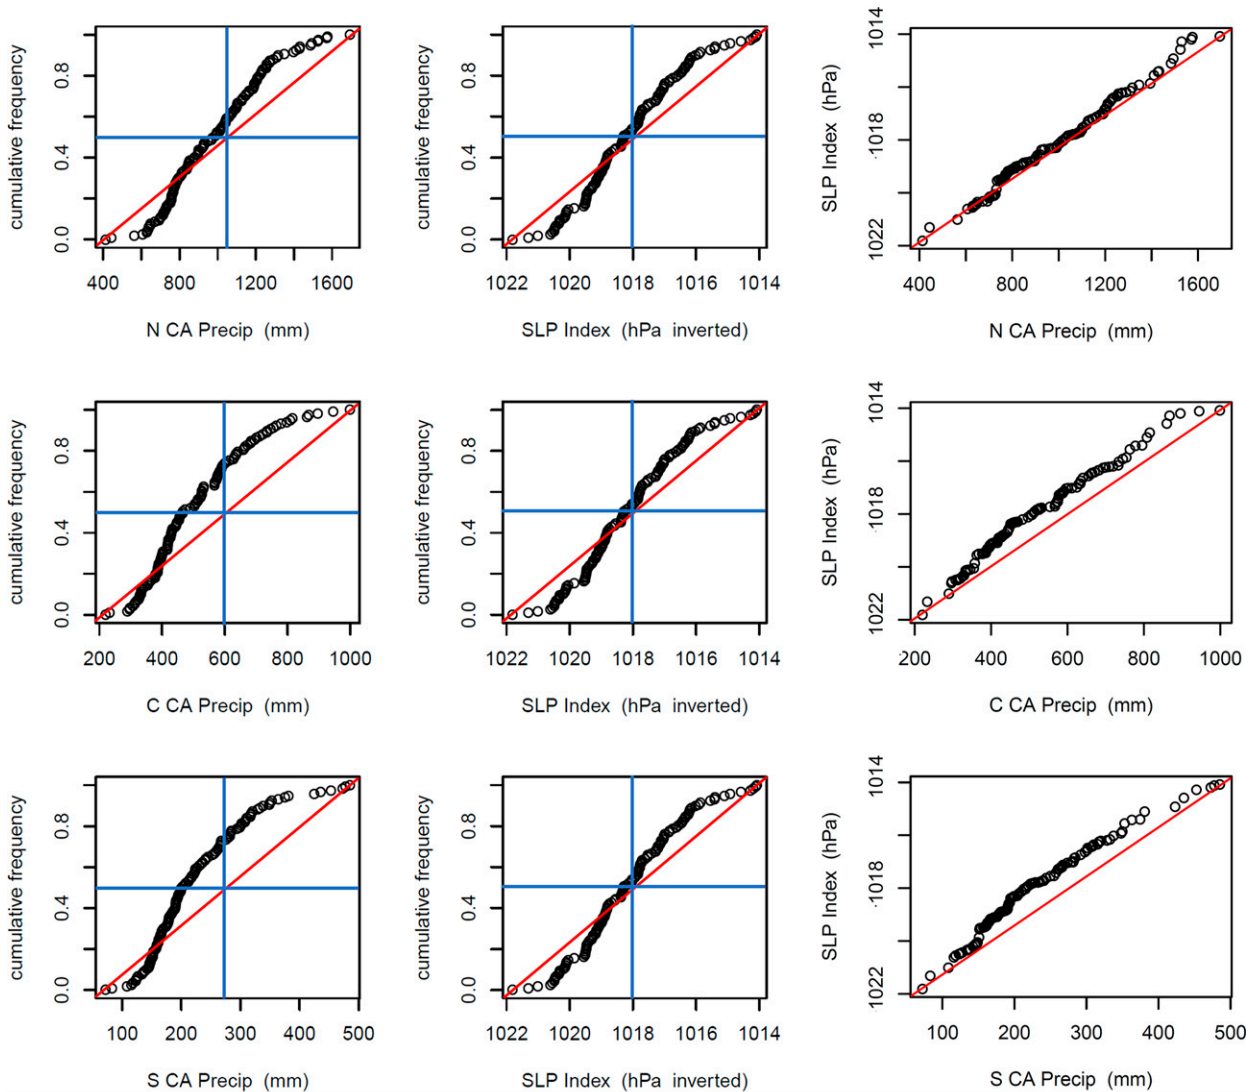 cumulative frequency
0.0 0.4 0.8
400 800 1200 1600
N CA Precip (mm)
cumulative frequency
0.0 0.4 0.8
1022 1020 1018 1016 1014
SLP Index (hPa inverted)
SLP Index (hPa)
1022 -1018 1014
400 800 1200 1600
N CA Precip (mm)
cumulative frequency
0.0 0.4 0.8
200 400 600 800 1000
C CA Precip (mm)
cumulative frequency
0.0 0.4 0.8
1022 1020 1018 1016 1014
SLP Index (hPa inverted)
SLP Index (hPa)
-1022 -1018 -1014
200 400 600 800 1000
C CA Precip (mm)
cumulative frequency
0.0 0.4 0.8
100 200 300 400 500
S CA Precip (mm)
cumulative frequency
0.0 0.4 0.8
1022 1020 1018 1016 1014
SLP Index (hPa inverted)
SLP Index (hPa)
-1022 -1018 1014
100 200 300 400 500
S CA Precip (mm)